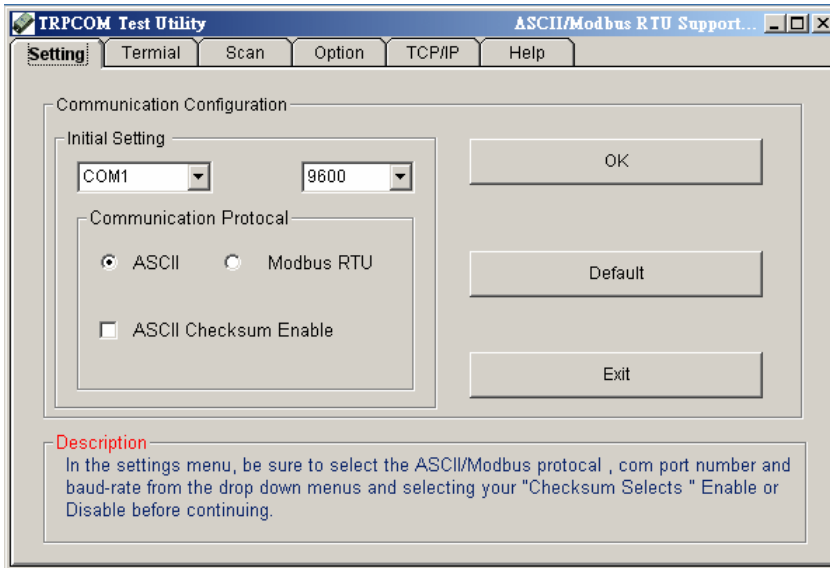 TRPCOM Test Utility ASCII/Modbus RTU Support...
Setting Termial Scan Option TCP/IP Help
Communication Configuration
Initial Setting
COM1 9600
OK
Communication Protocal
ASCII Modbus RTU
Default
ASCII Checksum Enable
Exit
Description
In the settings menu, be sure to select the ASCII/Modbus protocal , com port number and
baud-rate from the drop down menus and selecting your "Checksum Selects " Enable or
Disable before continuing.